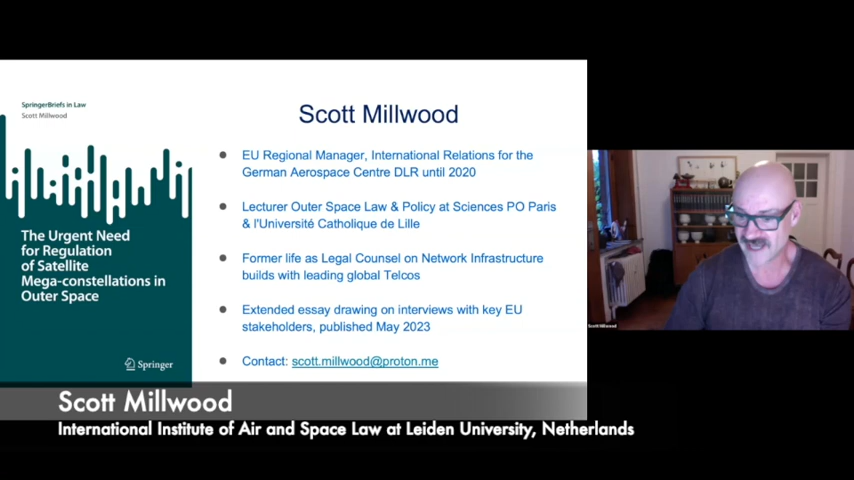 SpringerBriefs in Law
Scott Millwood
The Urgent Need
for Regulation
of Satellite
Mega-constellations in
Outer Space
Springer
Scott Millwood
EU Regional Manager, International Relations for the
German Aerospace Centre DLR until 2020
Lecturer Outer Space Law & Policy at Sciences PO Paris
& l'Université Catholique de Lille
Former life as Legal Counsel on Network Infrastructure
builds with leading global Telcos
Extended essay drawing on interviews with key EU
stakeholders, published May 2023
Contact: scott.millwood@proton.me
Scott Millwood
Scott Millwood
International Institute of Air and Space Law at Leiden University, Netherlands